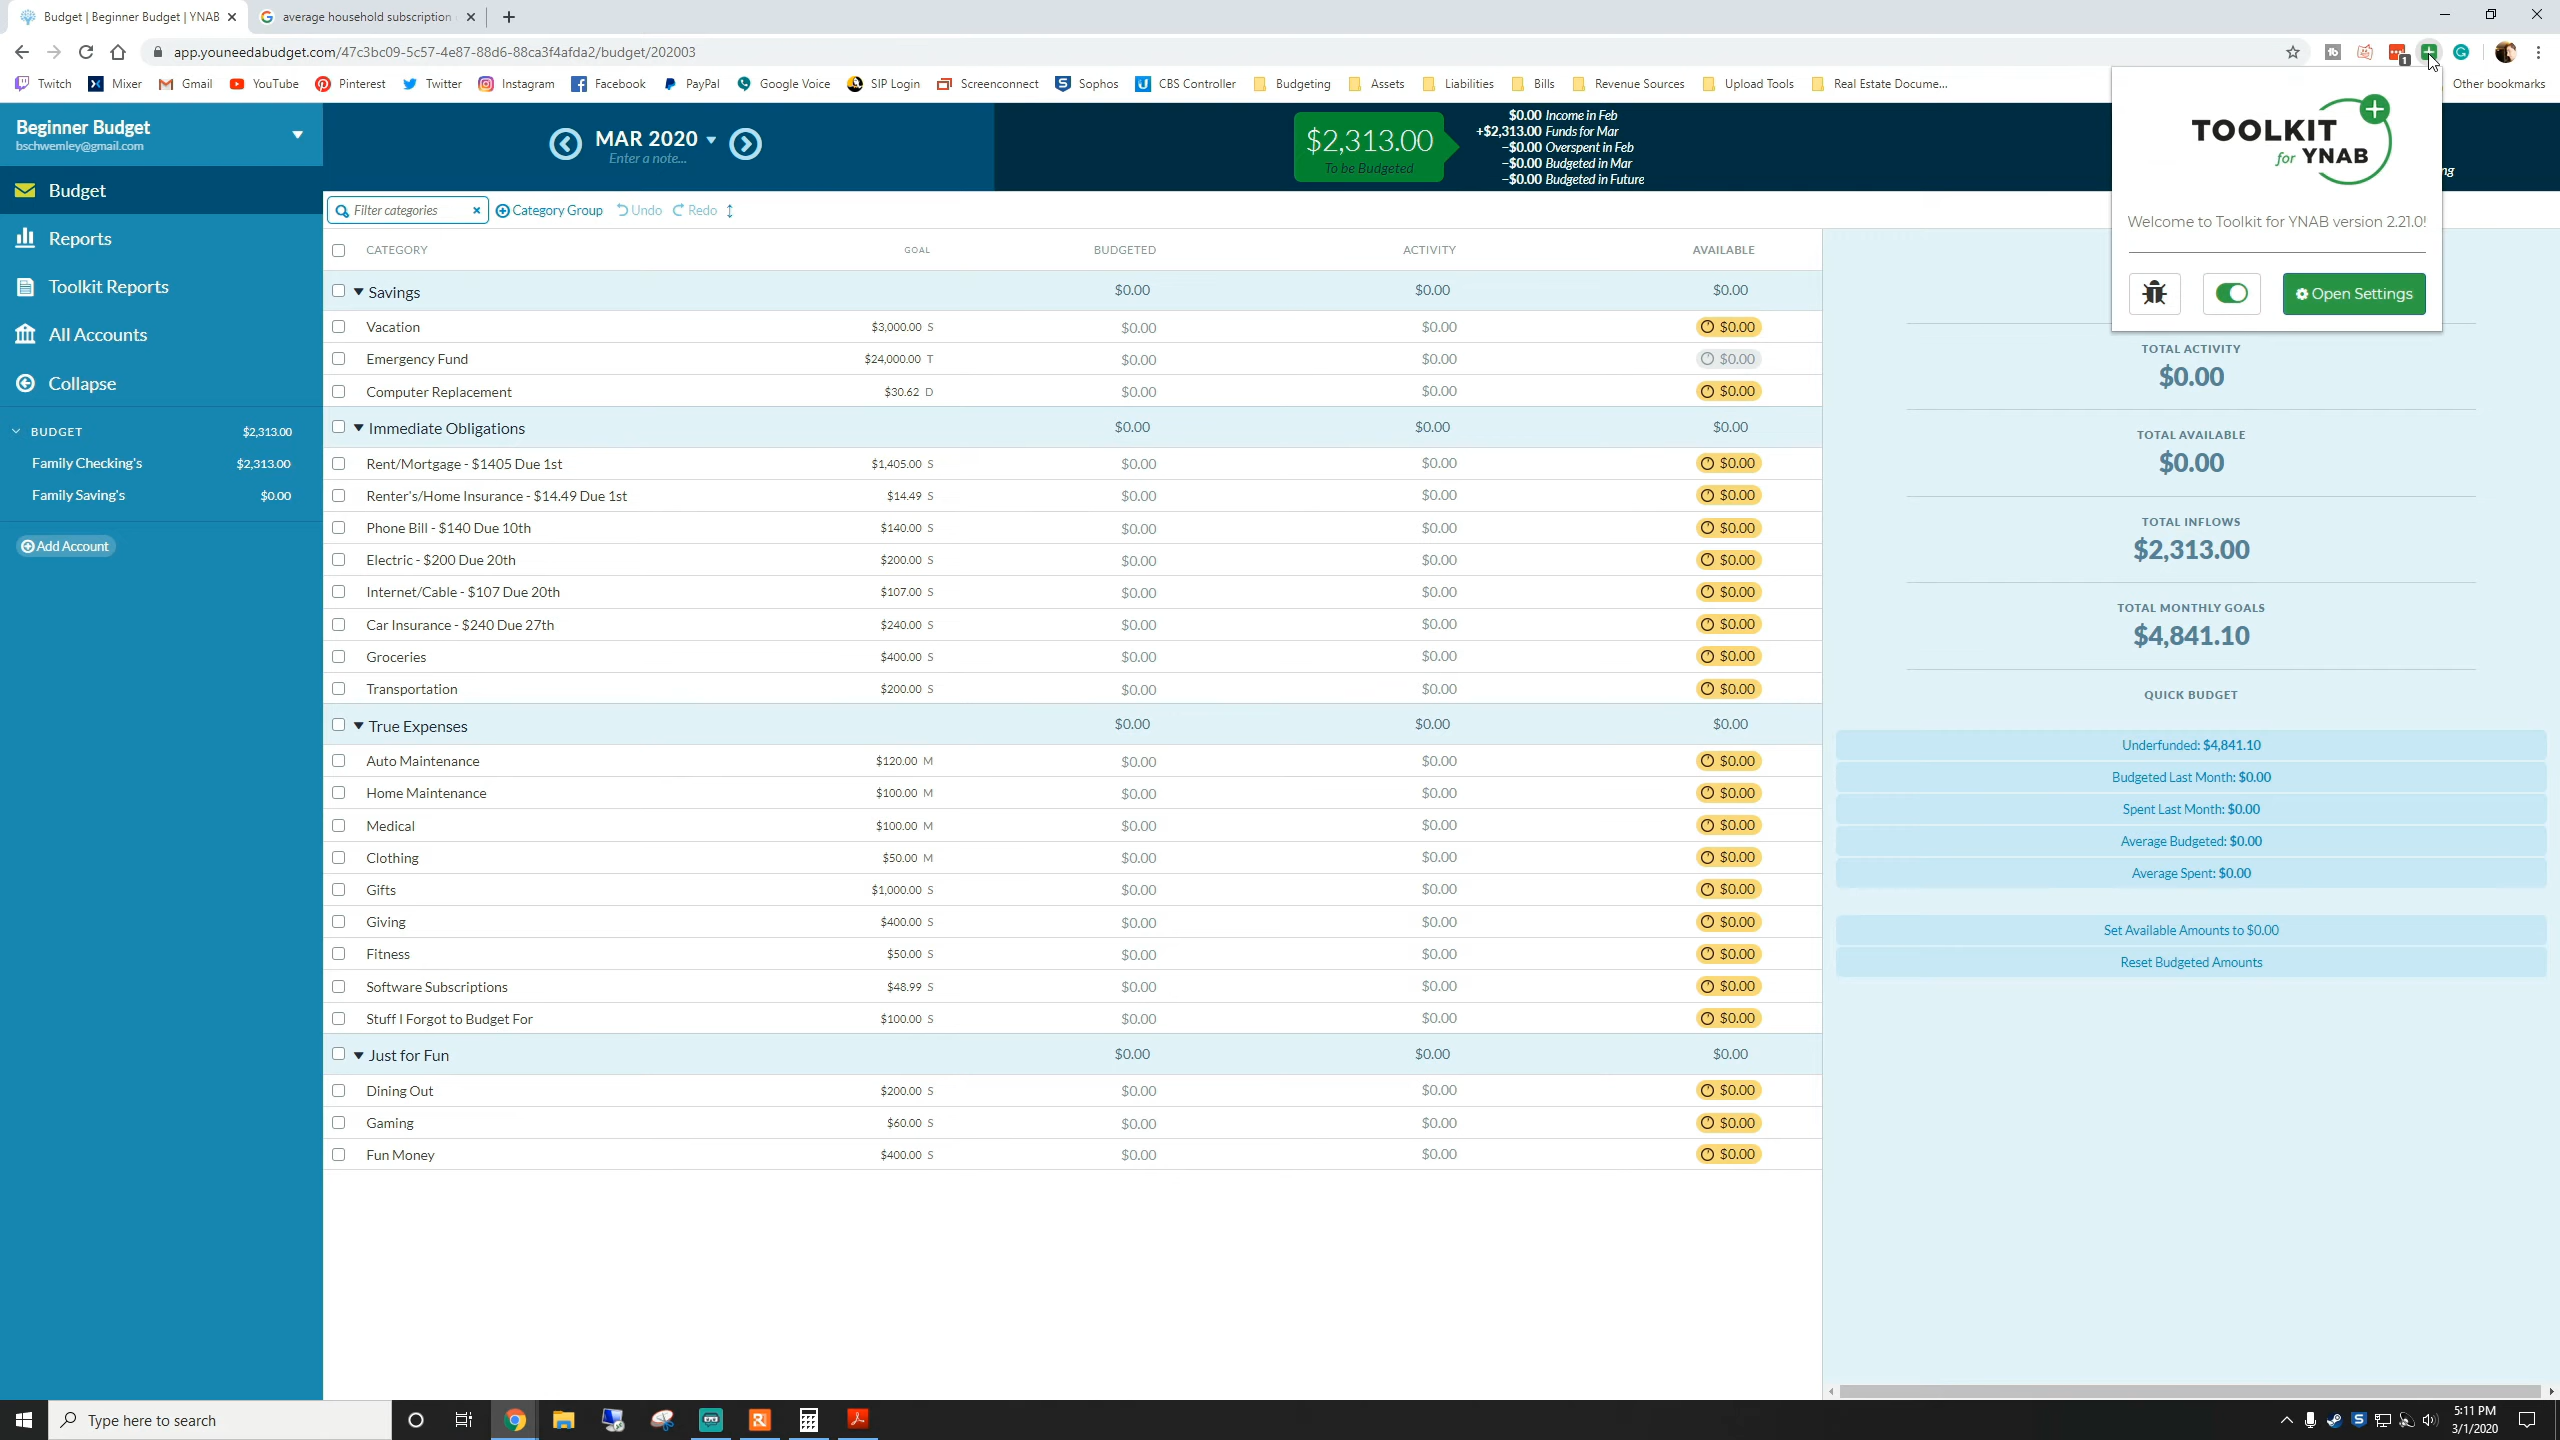 Budget | Beginner Budget | YNAB
average household subscription
app.youneedabudget.com/47c3bc09-5c57-4e87-88d6-88ca3f4afda2/budget/202003
1
Twitch Mixer Gmail YouTube Pinterest Twitter Instagram Facebook PayPal Google Voice SIP Login Screenconnect Sophos CBS Controller Budgeting Assets Liabilities Bills Revenue Sources Upload Tools Real Estate Docume... Other bookmarks
Beginner Budget
bschwemley@gmail.com
Budget
Reports
Toolkit Reports
All Accounts
Collapse
BUDGET $2,313.00
Family Checking's $2,313.00
Family Saving's $0.00
Add Account
MAR 2020
Enter a note...
$2,313.00
To be Budgeted
$0.00 Income in Feb
+$2,313.00 Funds for Mar
-$0.00 Overspent in Feb
-$0.00 Budgeted in Mar
-$0.00 Budgeted in Future
ng
TOOLKIT
for YNAB
Welcome to Toolkit for YNAB version 2.21.0!
Open Settings
Filter categories Category Group Undo Redo
CATEGORY GOAL BUDGETED ACTIVITY AVAILABLE
Savings $0.00 $0.00 $0.00
Vacation $3,000.00 S $0.00 $0.00 $0.00
Emergency Fund $24,000.00 T $0.00 $0.00 $0.00
Computer Replacement $30.62 D $0.00 $0.00 $0.00
Immediate Obligations $0.00 $0.00 $0.00
Rent/Mortgage - $1405 Due 1st $1,405.00 S $0.00 $0.00 $0.00
Renter's/Home Insurance - $14.49 Due 1st $14.49 S $0.00 $0.00 $0.00
Phone Bill - $140 Due 10th $140.00 S $0.00 $0.00 $0.00
Electric - $200 Due 20th $200.00 S $0.00 $0.00 $0.00
Internet/Cable - $107 Due 20th $107.00 S $0.00 $0.00 $0.00
Car Insurance - $240 Due 27th $240.00 S $0.00 $0.00 $0.00
Groceries $400.00 S $0.00 $0.00 $0.00
Transportation $200.00 S $0.00 $0.00 $0.00
True Expenses $0.00 $0.00 $0.00
Auto Maintenance $120.00 M $0.00 $0.00 $0.00
Home Maintenance $100.00 M $0.00 $0.00 $0.00
Medical $100.00 M $0.00 $0.00 $0.00
Clothing $50.00 M $0.00 $0.00 $0.00
Gifts $1,000.00 S $0.00 $0.00 $0.00
Giving $400.00 S $0.00 $0.00 $0.00
Fitness $50.00 S $0.00 $0.00 $0.00
Software Subscriptions $48.99 S $0.00 $0.00 $0.00
Stuff I Forgot to Budget For $100.00 S $0.00 $0.00 $0.00
Just for Fun $0.00 $0.00 $0.00
Dining Out $200.00 S $0.00 $0.00 $0.00
Gaming $60.00 S $0.00 $0.00 $0.00
Fun Money $400.00 S $0.00 $0.00 $0.00
TOTAL ACTIVITY
$0.00
TOTAL AVAILABLE
$0.00
TOTAL INFLOWS
$2,313.00
TOTAL MONTHLY GOALS
$4,841.10
QUICK BUDGET
Underfunded: $4,841.10
Budgeted Last Month: $0.00
Spent Last Month: $0.00
Average Budgeted: $0.00
Average Spent: $0.00
Set Available Amounts to $0.00
Reset Budgeted Amounts
Type here to search
5:11 PM
3/1/2020